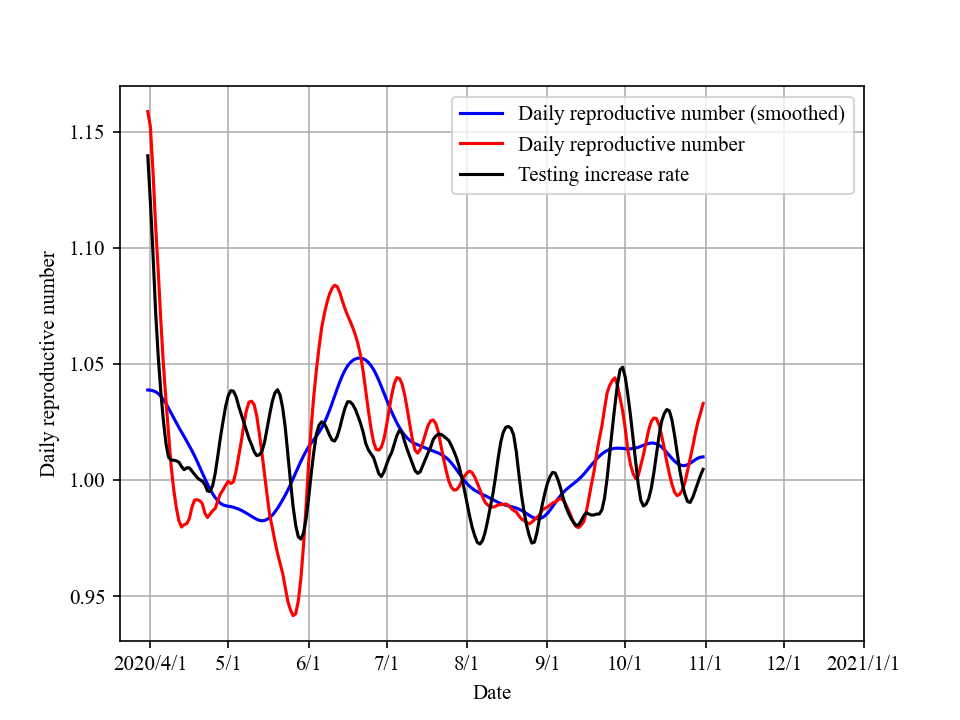 Daily reproductive number (smoothed)
Daily reproductive number
Testing increase rate
Daily reproductive number
1.15
1.10
1.05
1.00
0.95
2020/4/1 5/1 6/1 7/1 8/1 9/1 10/1 11/1 12/1 2021/1/1
Date